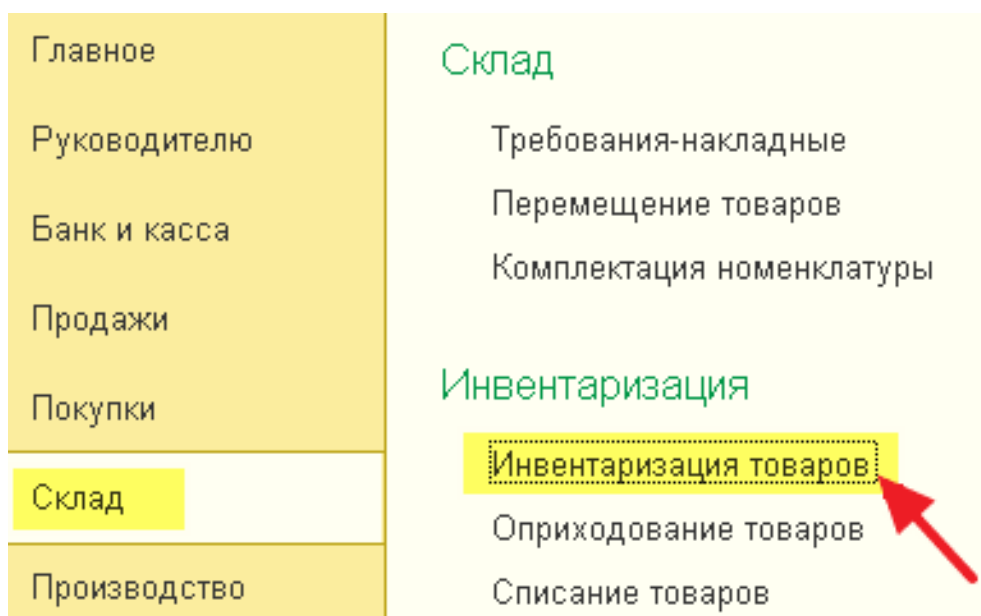 Главное
Руководителю
Банк и касса
Продажи
Покупки
Склад
Производство
Склад
Требования-накладные
Перемещение товаров
Комплектация номенклатуры
Инвентаризация
Инвентаризация товаров
Оприходование товаров
Списание товаров